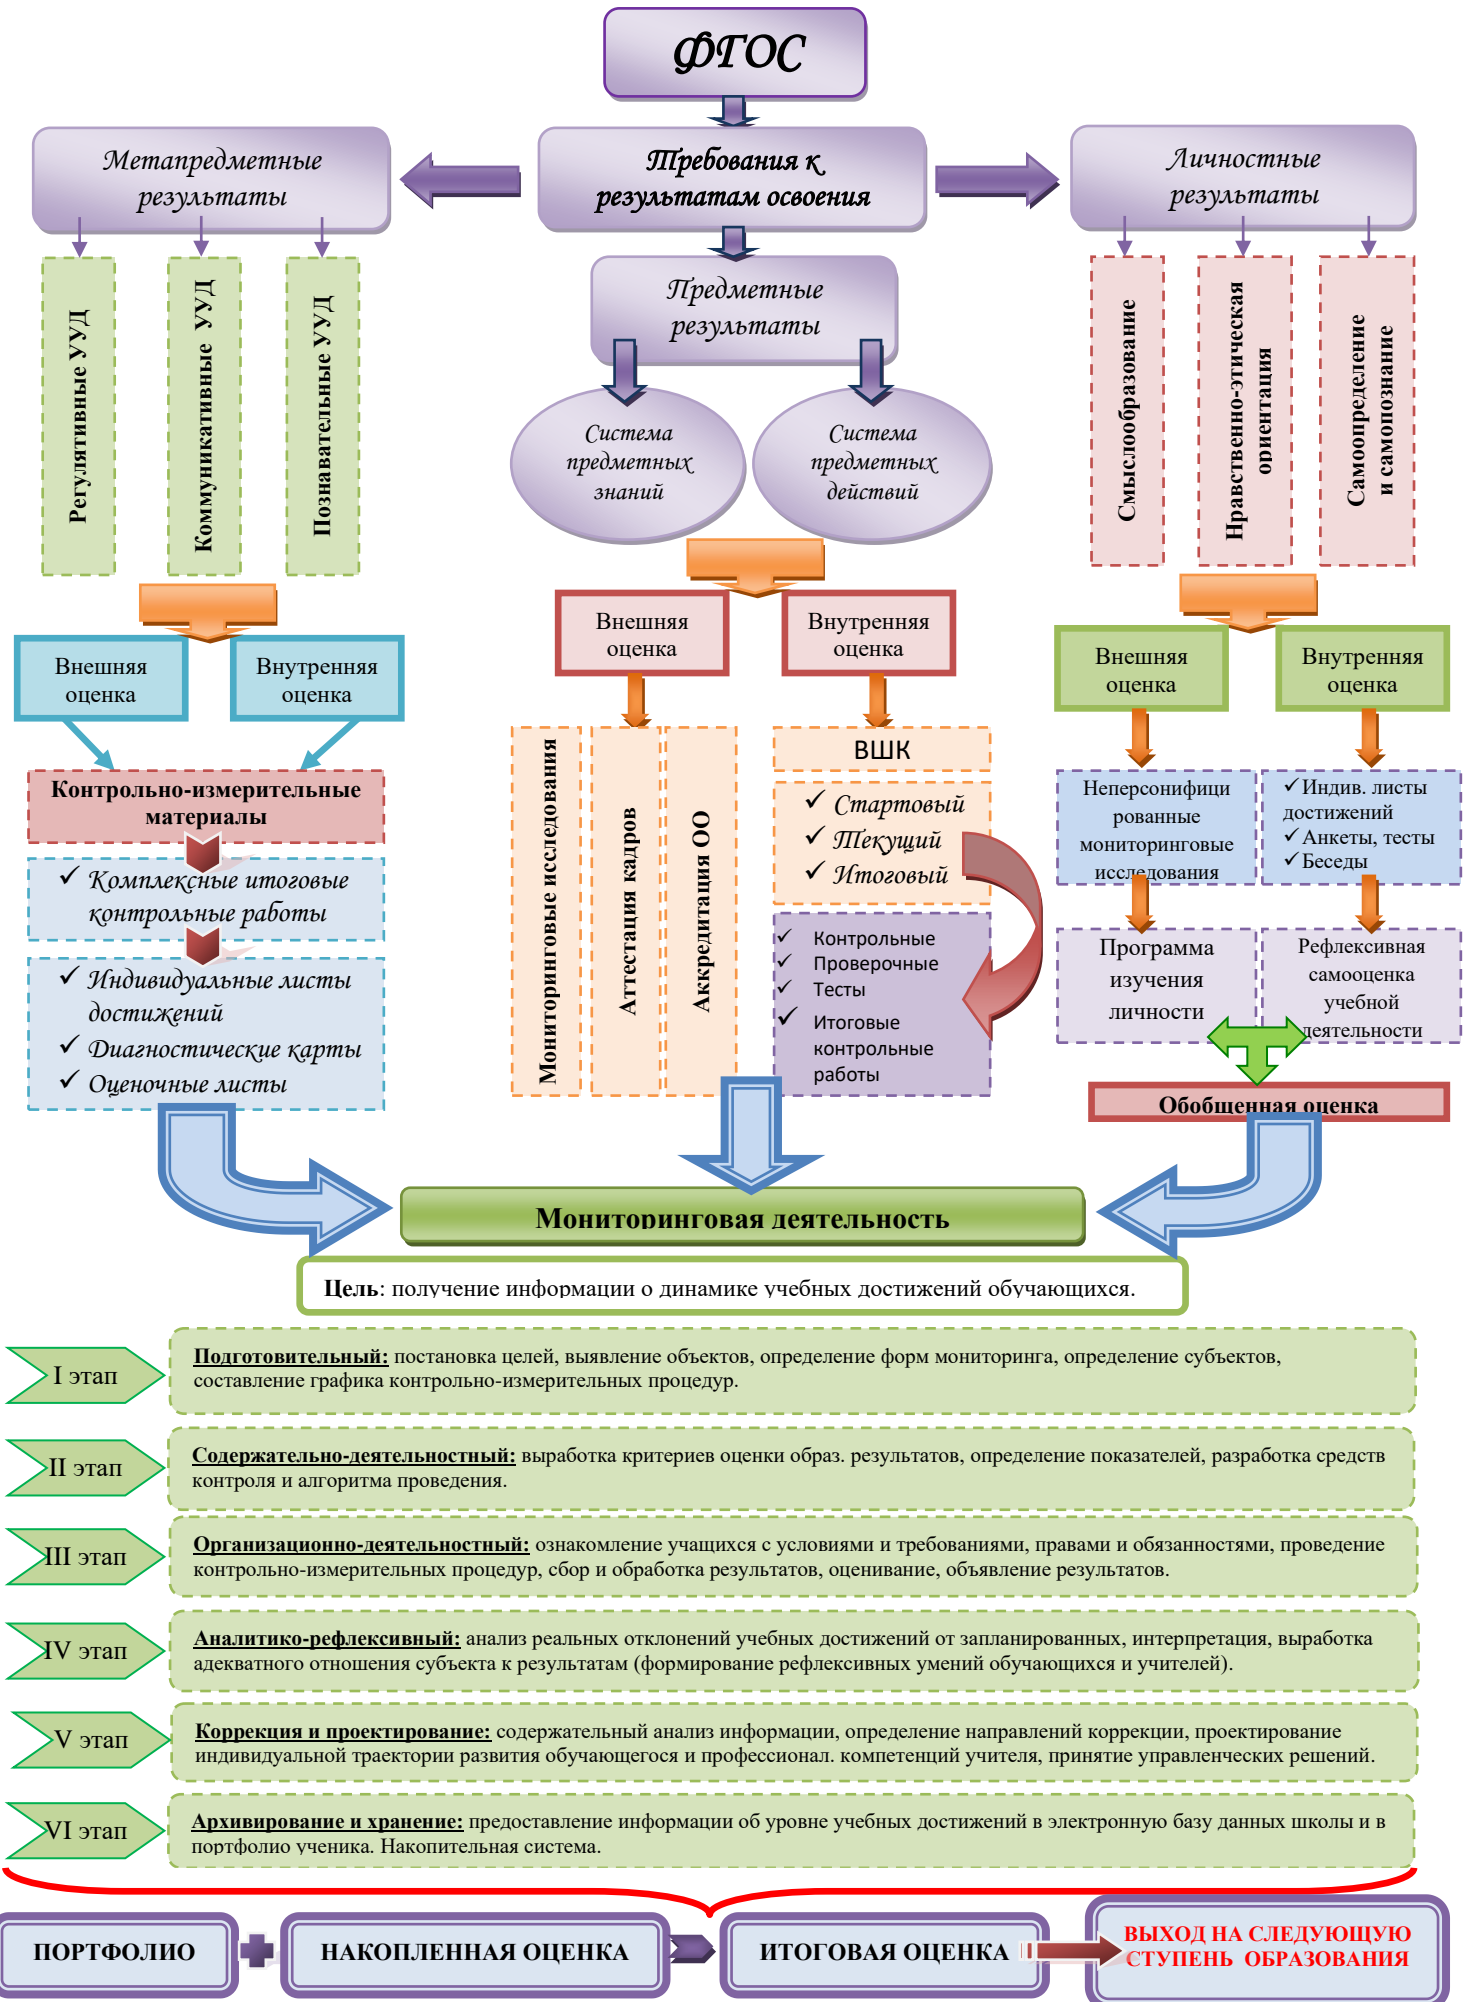 ФГОС
Метапредметные
результаты
Требования к
результатам освоения
Личностные
результаты
Регулятивные УУД
Коммуникативные УУД
Познавательные УУД
Предметные
результаты
Смыслообразование
Нравственно-этическая
ориентация
Самоопределение
и самопознание
Система
предметных
знаний
Система
предметных
действий
Внешняя
оценка
Внутренняя
оценка
Внешняя
оценка
Внутренняя
оценка
Внешняя
оценка
Внутренняя
оценка
Контрольно-измерительные
материалы
✓ Комплексные итоговые
контрольные работы
✓ Индивидуальные листы
достижений
✓ Диагностические карты
✓ Оценочные листы
Мониторинговые исследования
Аттестация кадров
Аккредитация ОО
ВШК
✓ Стартовый
✓ Текущий
✓ Итоговый
✓ Контрольные
✓ Проверочные
✓ Тесты
✓ Итоговые
контрольные
работы
Неперсонифици
рованные
мониторинговые
исследования
✓Индив. листы
достижений
✓Анкеты, тесты
✓Беседы
Программа
изучения
личности
Рефлексивная
самооценка
учебной
деятельности
Обобщенная оценка
Мониторинговая деятельность
Цель: получение информации о динамике учебных достижений обучающихся.
I этап
Подготовительный: постановка целей, выявление объектов, определение форм мониторинга, определение субъектов,
составление графика контрольно-измерительных процедур.
II этап
Содержательно-деятельностный: выработка критериев оценки образ. результатов, определение показателей, разработка средств
контроля и алгоритма проведения.
III этап
Организационно-деятельностный: ознакомление учащихся с условиями и требованиями, правами и обязанностями, проведение
контрольно-измерительных процедур, сбор и обработка результатов, оценивание, объявление результатов.
IV этап
Аналитико-рефлексивный: анализ реальных отклонений учебных достижений от запланированных, интерпретация, выработка
адекватного отношения субъекта к результатам (формирование рефлексивных умений обучающихся и учителей).
V этап
Коррекция и проектирование: содержательный анализ информации, определение направлений коррекции, проектирование
индивидуальной траектории развития обучающегося и профессионал. компетенций учителя, принятие управленческих решений.
VI этап
Архивирование и хранение: предоставление информации об уровне учебных достижений в электронную базу данных школы и в
портфолио ученика. Накопительная система.
ПОРТФОЛИО
НАКОПЛЕННАЯ ОЦЕНКА
ИТОГОВАЯ ОЦЕНКА
ВЫХОД НА СЛЕДУЮЩУЮ
СТУПЕНЬ ОБРАЗОВАНИЯ